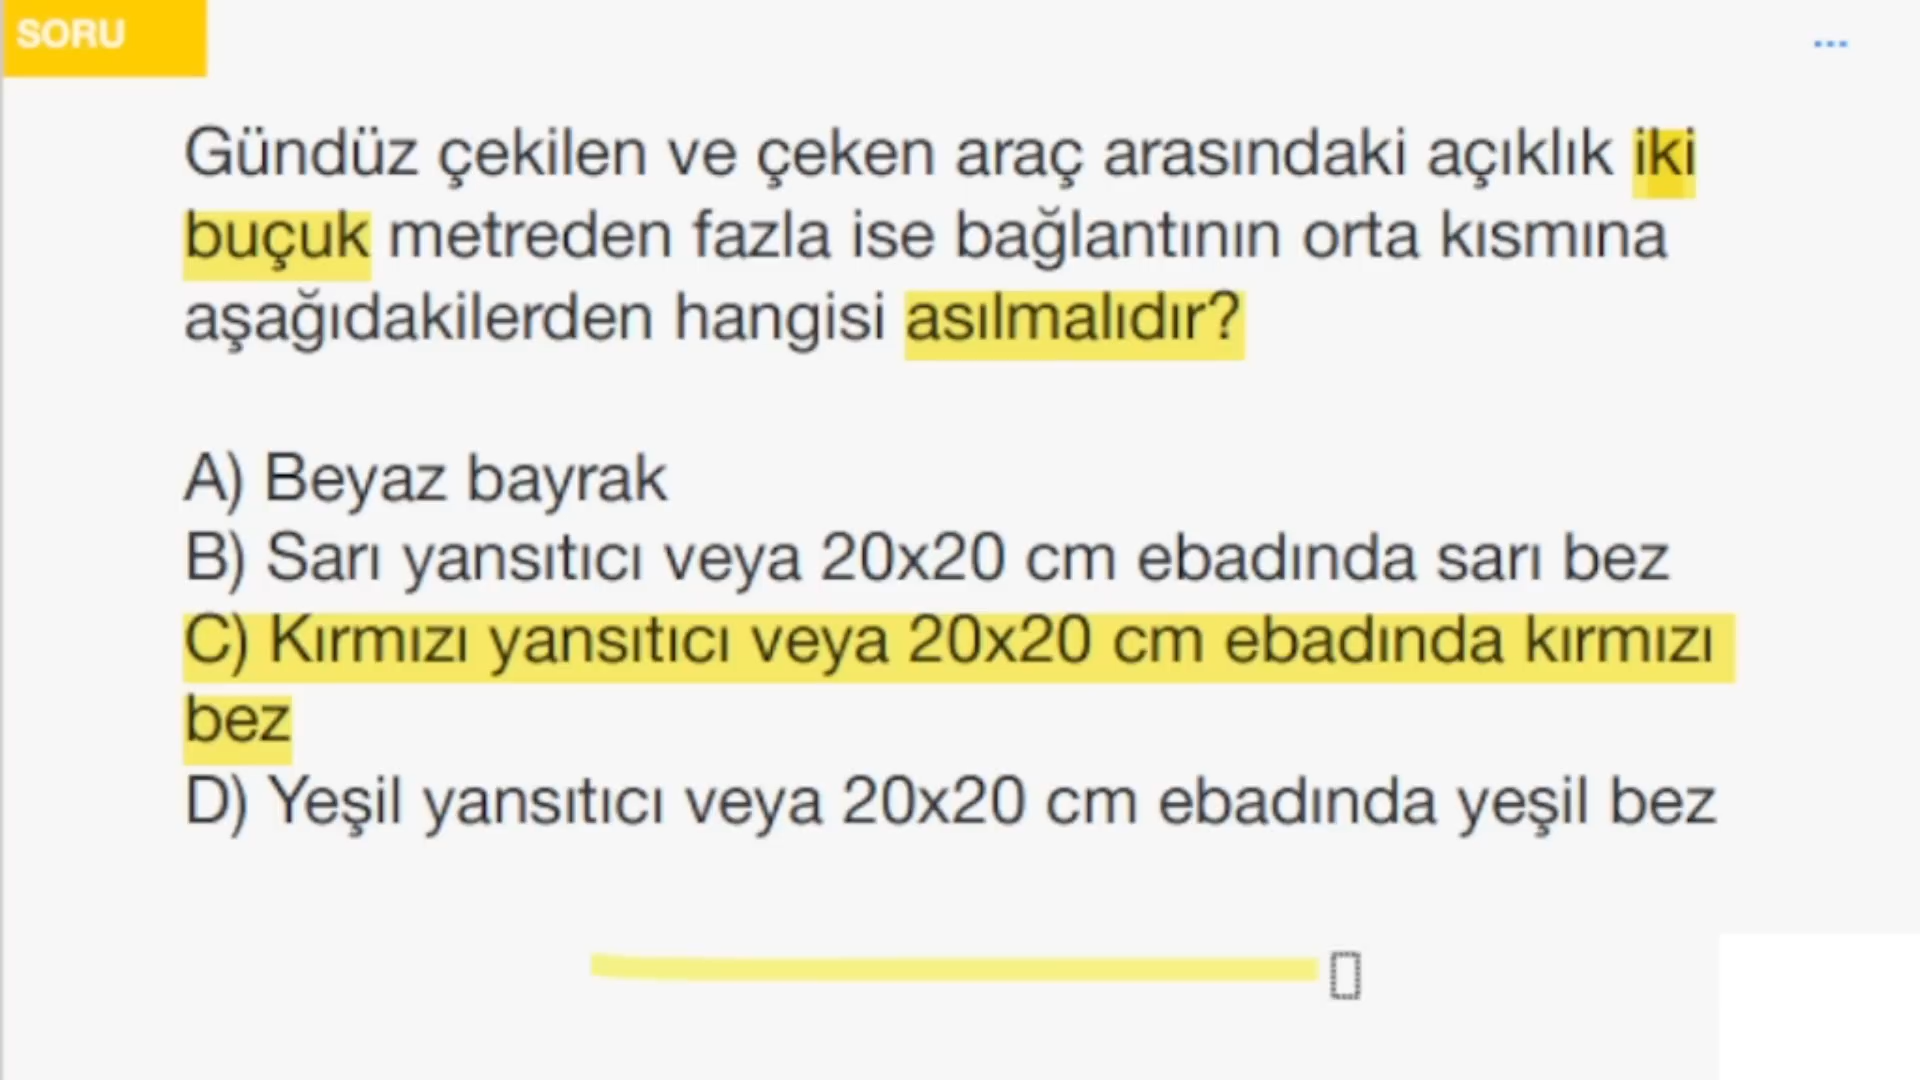 SORU
Gündüz çekilen ve çeken araç arasındaki açıklık iki
buçuk metreden fazla ise bağlantının orta kısmına
aşağıdakilerden hangisi asılmalıdır?
A) Beyaz bayrak
B) Sarı yansıtıcı veya 20x20 cm ebadında sarı bez
C) Kırmızı yansıtıcı veya 20x20 cm ebadında kırmızı
bez
D) Yeşil yansıtıcı veya 20x20 cm ebadında yeşil bez